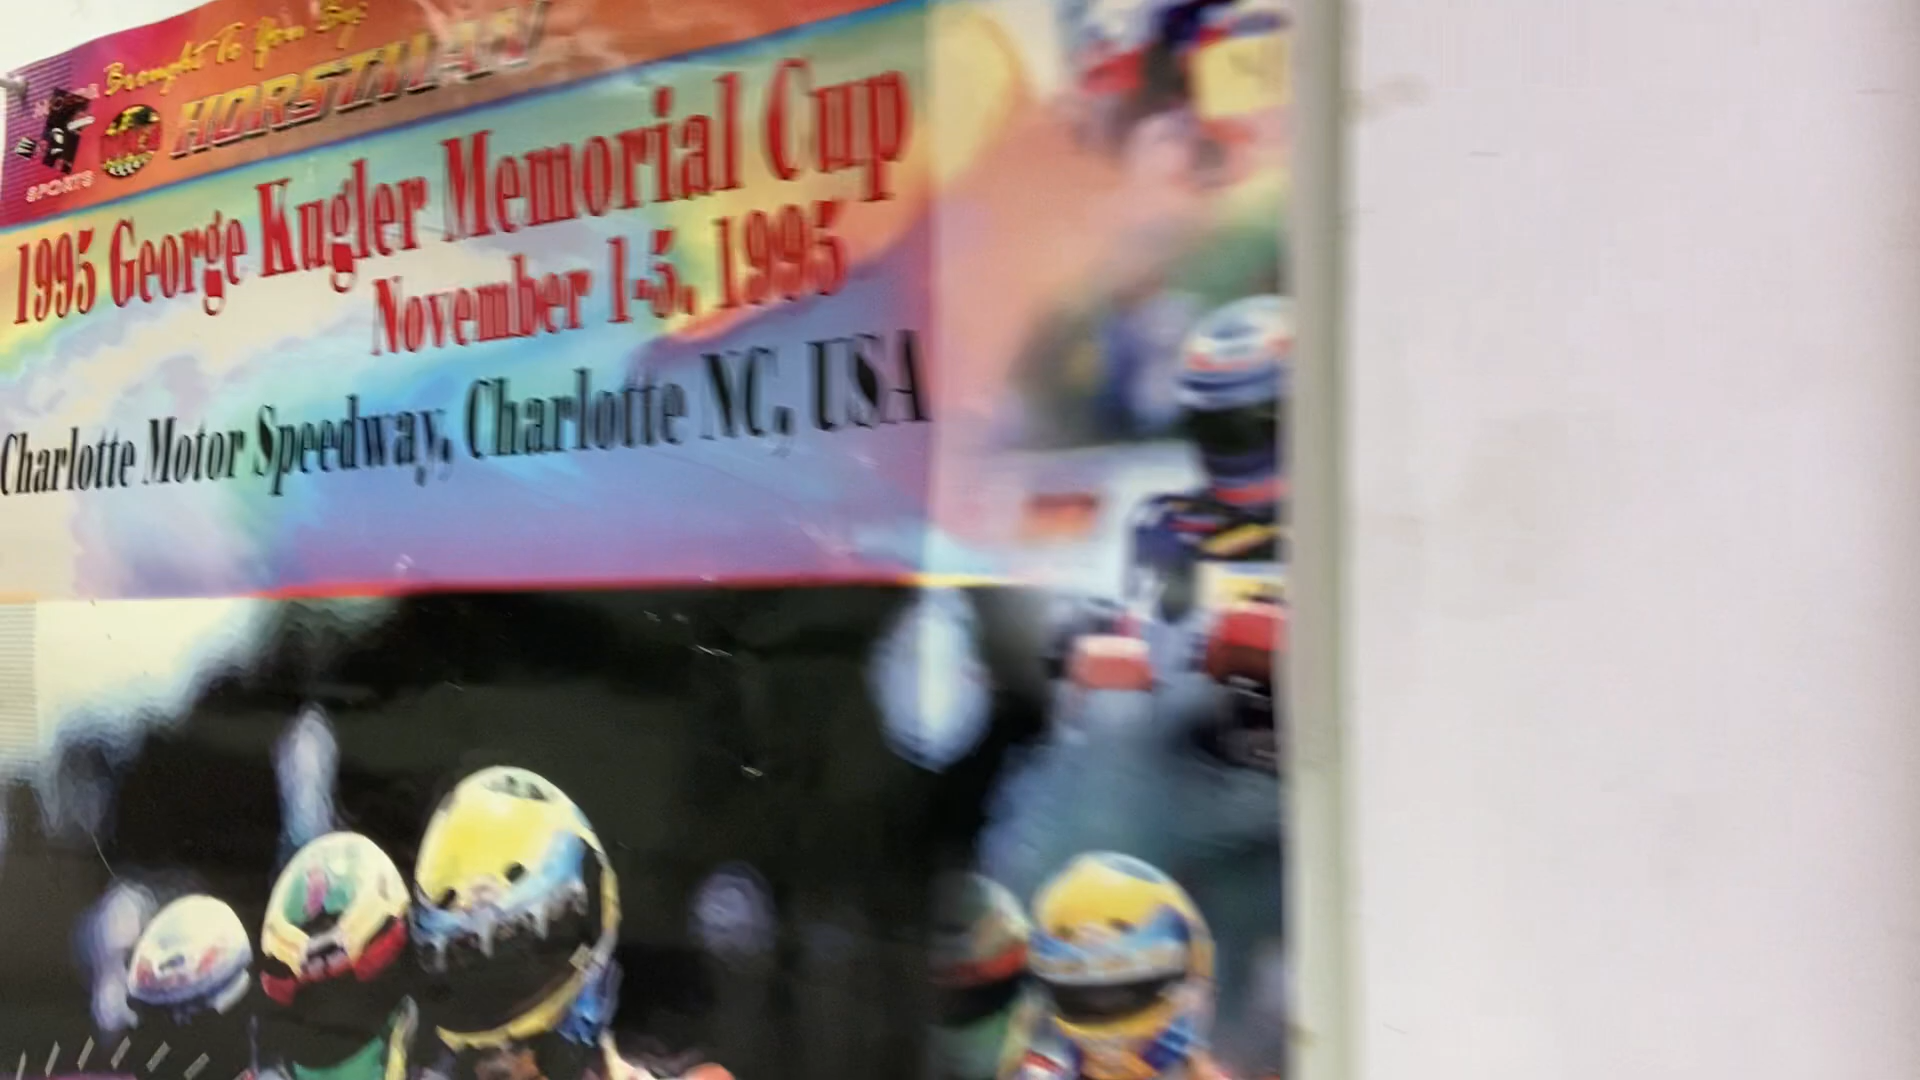 Brought To You By
HORSTMAN
SPORTS
1995 George Kugler Memorial Cup
November 1-5, 1995
Charlotte Motor Speedway, Charlotte NC, USA